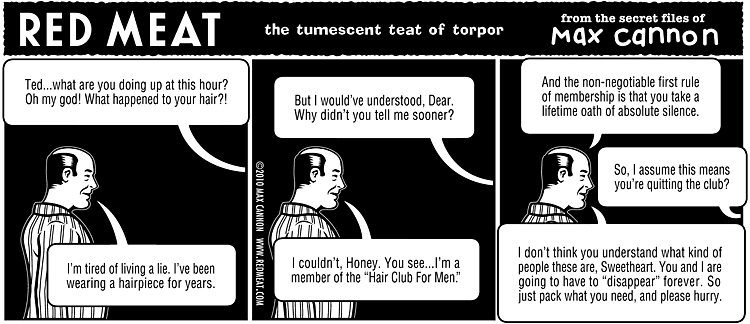 RED MEAT
the tumescent teat of torpor
from the secret files of
Max Cannon
Ted...what are you doing up at this hour?
Oh my god! What happened to your hair?!
I'm tired of living a lie. I've been
wearing a hairpiece for years.
©2010 MAX CANNON WWW.REDMEAT.COM
But I would've understood, Dear.
Why didn't you tell me sooner?
I couldn't, Honey. You see...I'm a
member of the “Hair Club For Men.”
And the non-negotiable first rule
of membership is that you take a
lifetime oath of absolute silence.
So, I assume this means
you're quitting the club?
I don't think you understand what kind of
people these are, Sweetheart. You and I are
going to have to “disappear” forever. So
just pack what you need, and please hurry.